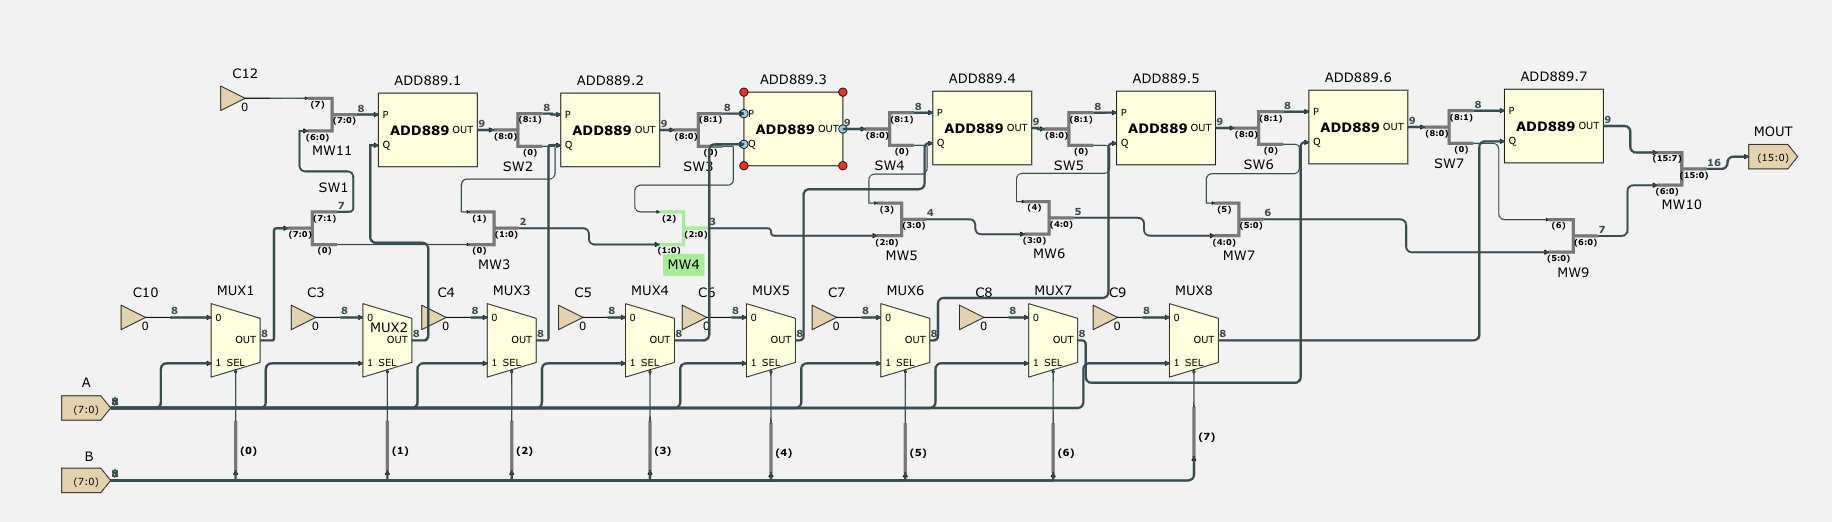 C12
0
(7)
8
(7:0)
(6:0)
MW11
ADD889.1
P
ADD889 OUT
Q
9
(8:0)
8
(8:1)
(0)
SW2
ADD889.2
P
ADD889 OUT
Q
9
(8:0)
8
(8:1)
(0)
SW3
ADD889.3
P
ADD889 OUT
Q
9
(8:0)
8
(8:1)
(0)
SW4
ADD889.4
P
ADD889 OUT
Q
9
(8:0)
8
(8:1)
(0)
SW5
ADD889.5
P
ADD889 OUT
Q
9
(8:0)
8
(8:1)
(0)
SW6
ADD889.6
P
ADD889 OUT
Q
9
(8:0)
8
(8:1)
(0)
SW7
ADD889.7
P
ADD889 OUT
Q
9
(15:7)
(6:0)
16
(15:0)
MW10
MOUT
(15:0)
SW1
7
(7:1)
(7:0)
(0)
(1)
2
(1:0)
(0)
MW3
(2)
3
(2:0)
(1:0)
MW4
(3)
4
(3:0)
(2:0)
MW5
(4)
5
(4:0)
(3:0)
MW6
(5)
6
(5:0)
(4:0)
MW7
(6)
7
(6:0)
(5:0)
MW9
C10
8
0
MUX1
0
OUT
1 SEL
8
C3
8
0
MUX2
0
OUT
1 SEL
8
C4
8
0
MUX3
0
OUT
1 SEL
8
C5
8
0
MUX4
0
OUT
1 SEL
8
C6
8
0
MUX5
0
OUT
1 SEL
8
C7
8
0
MUX6
0
OUT
1 SEL
8
C8
8
0
MUX7
0
OUT
1 SEL
8
C9
8
0
MUX8
0
OUT
1 SEL
8
A
(7:0)
8
(0)
(1)
(2)
(3)
(4)
(5)
(6)
(7)
B
(7:0)
8